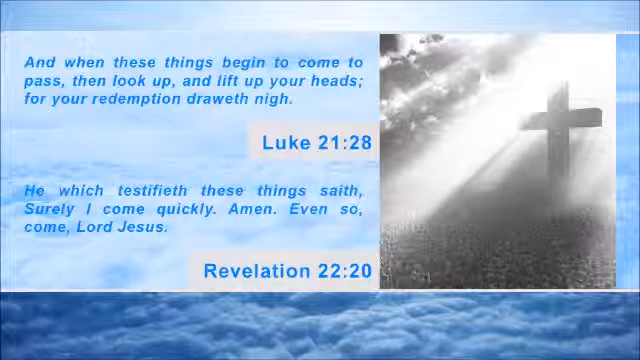 And when these things begin to come to
pass, then look up, and lift up your heads;
for your redemption draweth nigh.
Luke 21:28
He which testifieth these things saith,
Surely I come quickly. Amen. Even so,
come, Lord Jesus.
Revelation 22:20